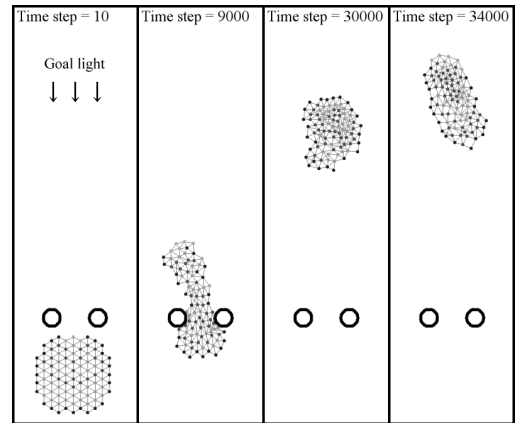 Time step = 10
Time step = 9000
Time step = 30000
Time step = 34000
Goal light